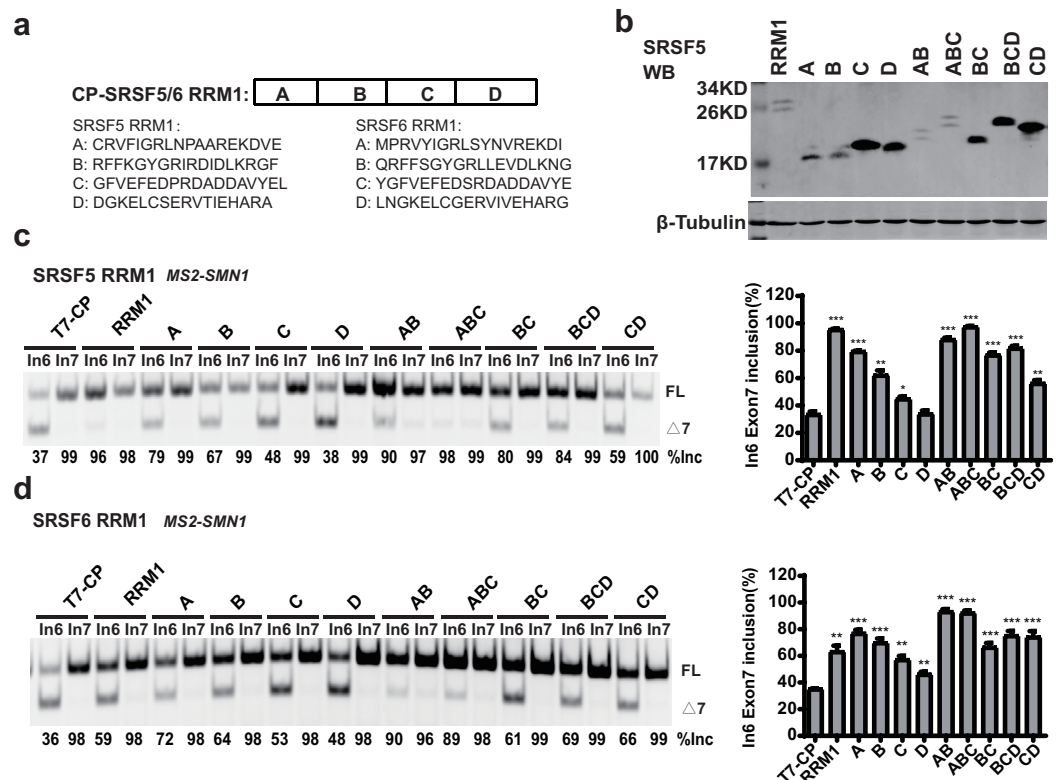 a
CP-SRSF5/6 RRM1: A B C D
SRSF5 RRM1:
A: CRVFIGRLNPAAREKDVE
B: RFFKGYGRIRDIDLKRGF
C: GFVEFEDPRDADDAVYEL
D: DGKELCSERVTIEHARA
SRSF6 RRM1:
A: MPRVYIGRLSYNVREKDI
B: QRFFSGYGRLLEVDLKNG
C: YGFVEFEDSRDADDAVYE
D: LNGKELCGERVIVEHARG
b
SRSF5
WB
RRM1 A B C D AB ABC BC BCD CD
34KD
26KD
17KD
β-Tubulin
c
SRSF5 RRM1 MS2-SMN1
T7-CP RRM1 A B C D AB ABC BC BCD CD
In6 In7 In6 In7 In6 In7 In6 In7 In6 In7 In6 In7 In6 In7 In6 In7 In6 In7 In6 In7 In6 In7
FL
△7
37 99 96 98 79 99 67 99 48 99 38 99 90 97 98 99 80 99 84 99 59 100 %Inc
In6 Exon7 inclusion(%)
120
100
80
60
40
20
0
*** *** ** * *** *** *** *** **
T7-CP RRM1 A B C D AB ABC BC BCD CD
d
SRSF6 RRM1 MS2-SMN1
T7-CP RRM1 A B C D AB ABC BC BCD CD
In6 In7 In6 In7 In6 In7 In6 In7 In6 In7 In6 In7 In6 In7 In6 In7 In6 In7 In6 In7 In6 In7
FL
△7
36 98 59 98 72 98 64 98 53 98 48 98 90 96 89 98 61 99 69 99 66 99 %Inc
In6 Exon7 inclusion(%)
120
100
80
60
40
20
0
** *** *** ** ** *** *** *** *** ***
T7-CP RRM1 A B C D AB ABC BC BCD CD